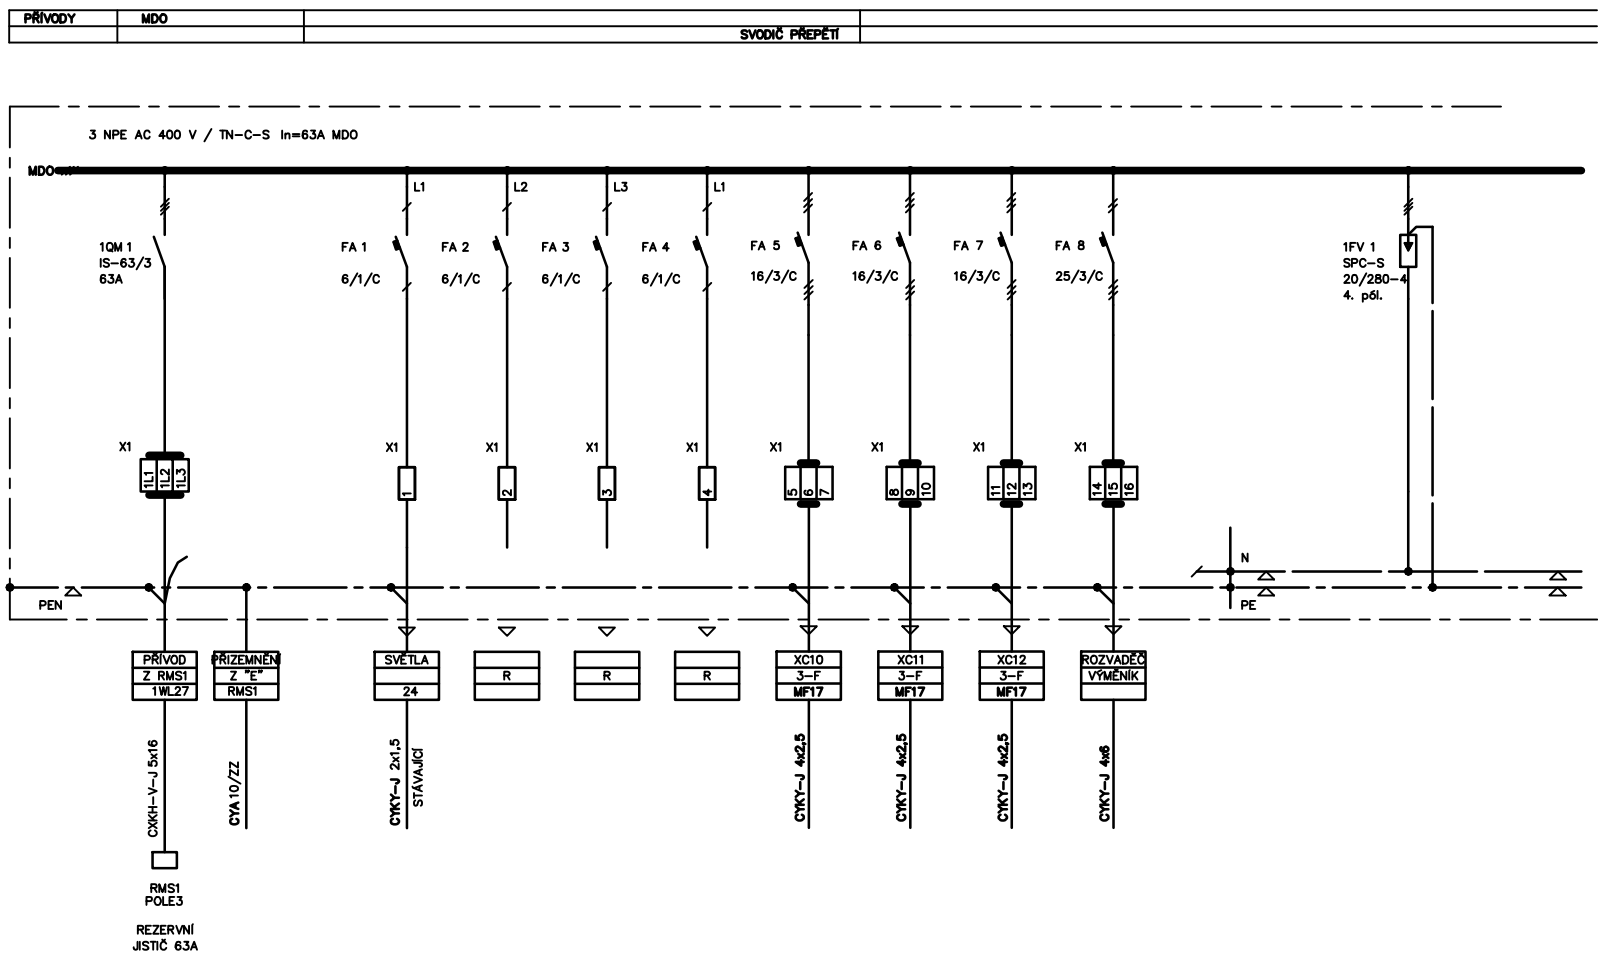 PŘÍVODY
MDO
SVODIČ PŘEPĚTÍ
3 NPE AC 400 V / TN-C-S In=63A MDO
MDO
L1
L2
L3
L1
1QM 1
IS-63/3
63A
FA 1
6/1/C
FA 2
6/1/C
FA 3
6/1/C
FA 4
6/1/C
FA 5
16/3/C
FA 6
16/3/C
FA 7
16/3/C
FA 8
25/3/C
1FV 1
SPC-S
20/280-4
4. pól.
X1
1L1
1L2
1L3
X1
1
X1
2
X1
3
X1
4
X1
5
6
7
X1
8
9
10
X1
11
12
13
X1
14
15
16
N
PEN
PE
PŘÍVOD
Z RMS1
1WL27
PŘIZEMNĚNÍ
Z "E"
RMS1
SVĚTLA
24
R
R
R
XC10
3-F
MF17
XC11
3-F
MF17
XC12
3-F
MF17
ROZVADĚČ
VÝMĚNÍK
CXKH-V-J 5x16
CYA 10/ZZ
CYKY-J 2x1,5
STÁVAJÍCÍ
CYKY-J 4x2,5
CYKY-J 4x2,5
CYKY-J 4x2,5
CYKY-J 4x6
RMS1
POLE3
REZERVNÍ
JISTIČ 63A